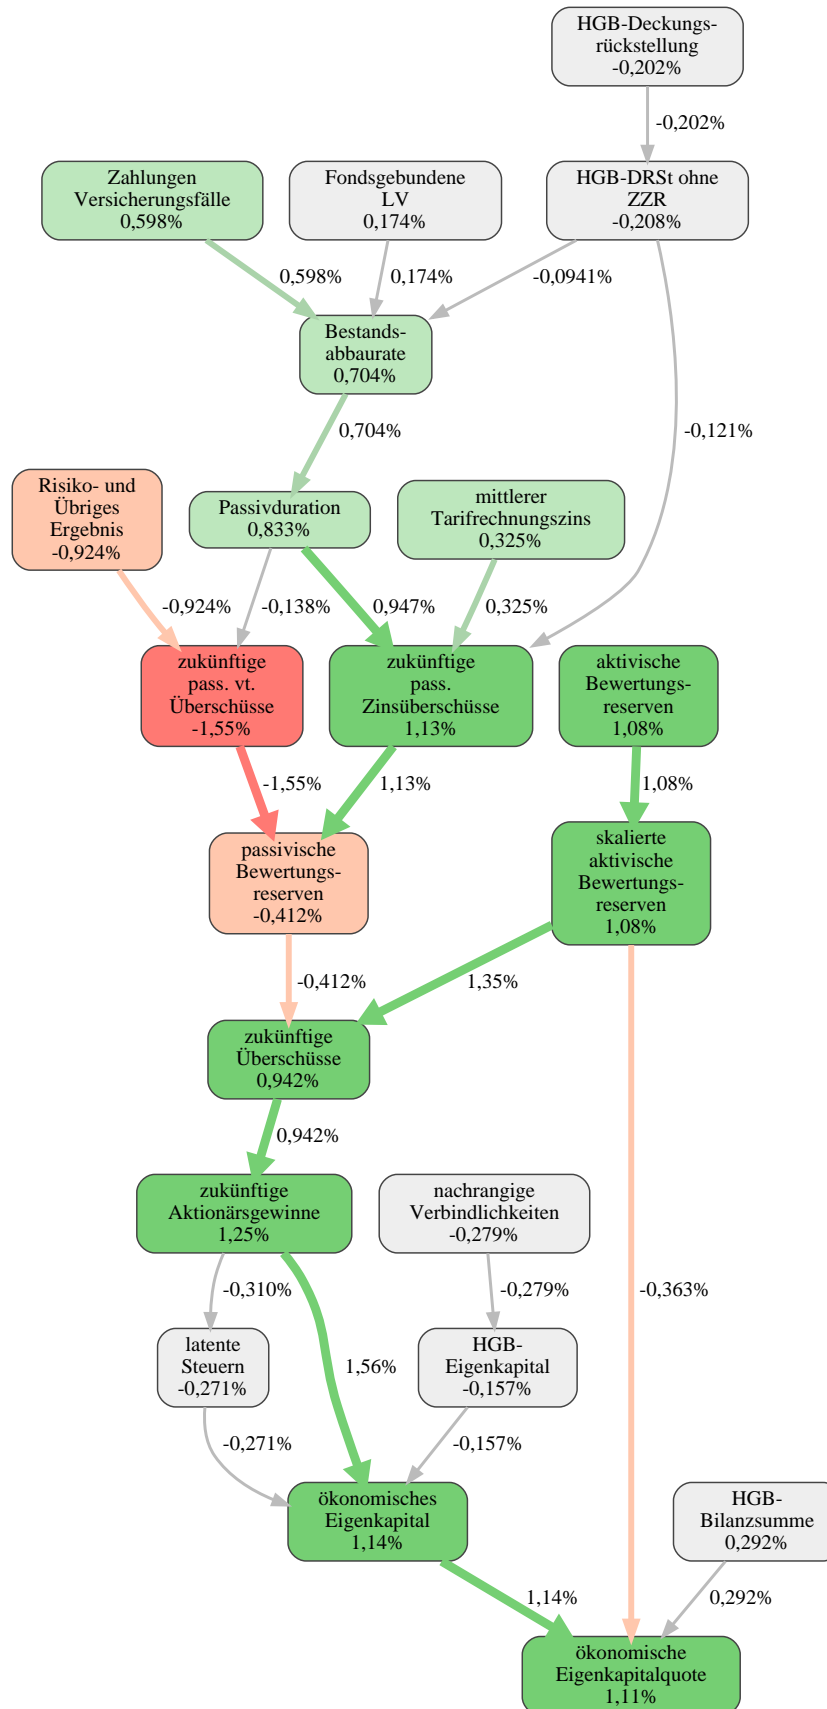 HGB-Deckungs-
rückstellung
-0,202%
-0,202%
Zahlungen
Versicherungsfälle
0,598%
Fondsgebundene
LV
0,174%
HGB-DRSt ohne
ZZR
-0,208%
0,598%
0,174%
-0,0941%
Bestands-
abbaurate
0,704%
-0,121%
0,704%
Risiko- und
Übriges
Ergebnis
-0,924%
Passivduration
0,833%
mittlerer
Tarifrechnungszins
0,325%
-0,924%
-0,138%
0,947%
0,325%
zukünftige
pass. vt.
Überschüsse
-1,55%
zukünftige
pass.
Zinsüberschüsse
1,13%
aktivische
Bewertungs-
reserven
1,08%
-1,55%
1,13%
1,08%
passivische
Bewertungs-
reserven
-0,412%
skalierte
aktivische
Bewertungs-
reserven
1,08%
-0,412%
1,35%
zukünftige
Überschüsse
0,942%
0,942%
zukünftige
Aktionärsgewinne
1,25%
nachrangige
Verbindlichkeiten
-0,279%
-0,310%
-0,279%
-0,363%
latente
Steuern
-0,271%
1,56%
HGB-
Eigenkapital
-0,157%
-0,271%
-0,157%
ökonomisches
Eigenkapital
1,14%
HGB-
Bilanzsumme
0,292%
1,14%
0,292%
ökonomische
Eigenkapitalquote
1,11%